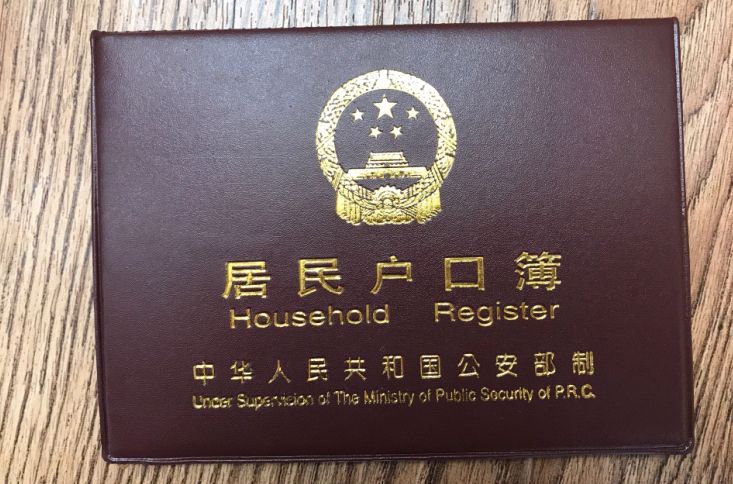 居民户口簿
Household Register
中华人民共和国公安部制
Under Supervision of The Ministry of Public Security of P.R.C.